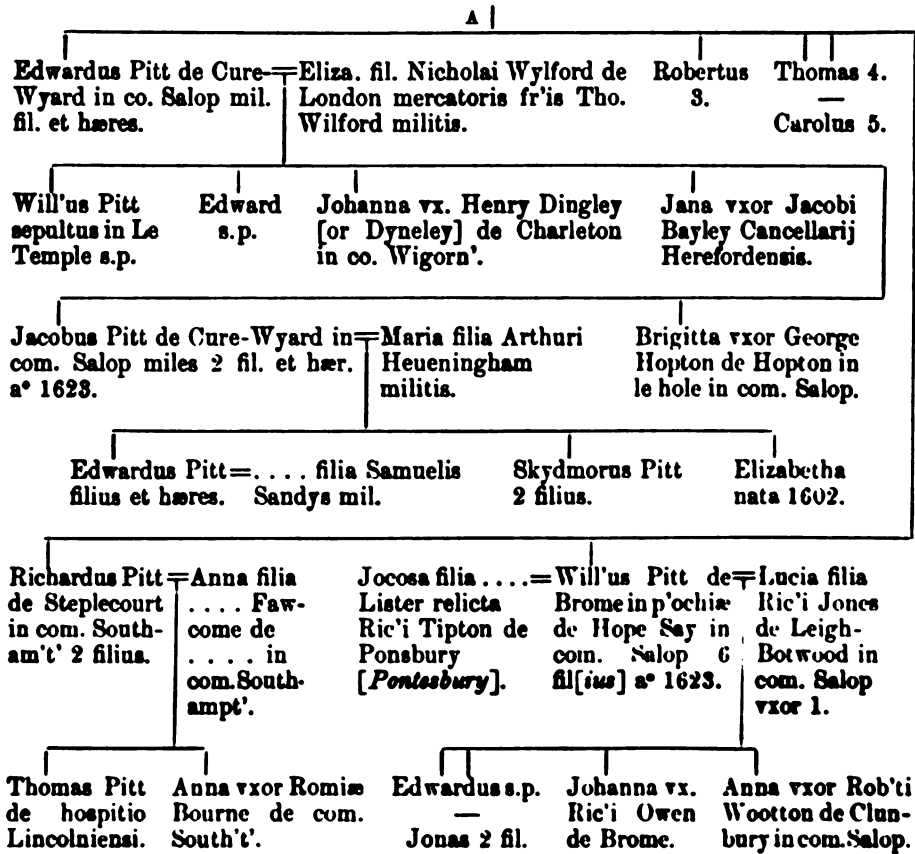 A
Edwardus Pitt de Cure-
Wyard in co. Salop mil.
fil. et hæres.
Eliza. fil. Nicholai Wylford de
London mercatoris fr'is Tho.
Wilford militis.
Robertus
3.
Thomas 4.
—
Carolus 5.
Will'us Pitt
sepultus in Le
Temple s.p.
Edward
s.p.
Johanna vx. Henry Dingley
[or Dyneley] de Charleton
in co. Wigorn'.
Jana vxor Jacobi
Bayley Cancellarij
Herefordensis.
Jacobus Pitt de Cure-Wyard in
com. Salop miles 2 fil. et hær.
a° 1623.
Maria filia Arthuri
Heueningham
militis.
Brigitta vxor George
Hopton de Hopton in
le hole in com. Salop.
Edwardus Pitt
filius et hæres.
= . . . . filia Samuelis
Sandys mil.
Skydmorus Pitt
2 filius.
Elizabetha
nata 1602.
Richardus Pitt
de Steplecourt
in com. South-
am't' 2 filius.
Anna filia
. . . . Faw-
come de
. . . . in
com. South-
ampt'.
Jocosa filia . . . . =
Lister relicta
Ric'i Tipton de
Ponsbury
[Pontesbury].
Will'us Pitt de
Brome in p'ochiæ
de Hope Say in
com. Salop 6
fil[ius] a° 1623.
Lucia filia
Ric'i Jones
de Leigh-
Botwood in
com. Salop
vxor 1.
Thomas Pitt
de hospitio
Lincolniensi.
Anna vxor Romiæ
Bourne de com.
South't'.
Edwardus s.p.
—
Jonas 2 fil.
Johanna vx.
Ric'i Owen
de Brome.
Anna vxor Rob'ti
Wootton de Clun-
bury in com. Salop.